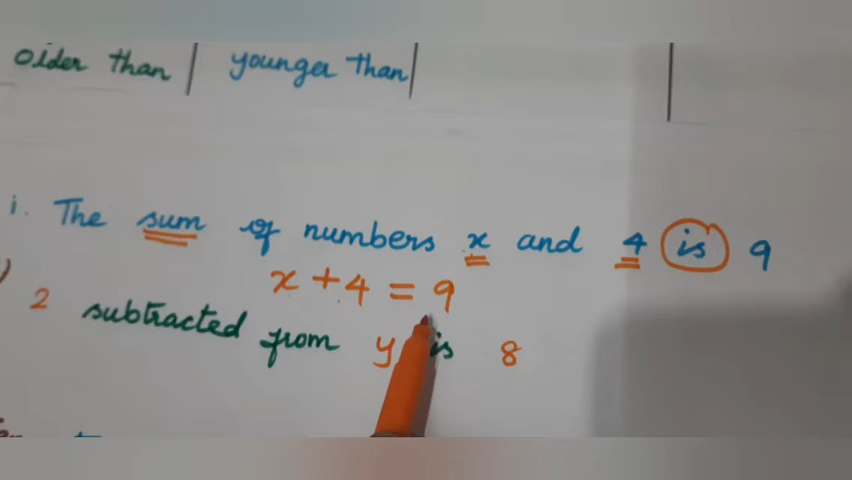 older than | younger than |
i. The sum of numbers x and 4 is 9
x + 4 = 9
) 2 subtracted from y is 8